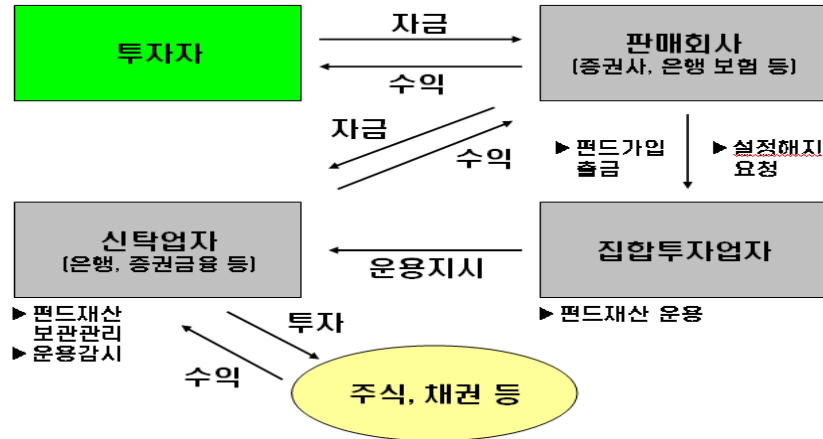 투자자
자금
수익
판매회사
(증권사, 은행 보험 등)
자금
수익
▶ 펀드가입
출금
▶ 설정해지
요청
신탁업자
(은행, 증권금융 등)
운용지시
집합투자업자
▶ 펀드재산
보관관리
▶ 운용감시
투자
수익
▶ 펀드재산 운용
주식, 채권 등